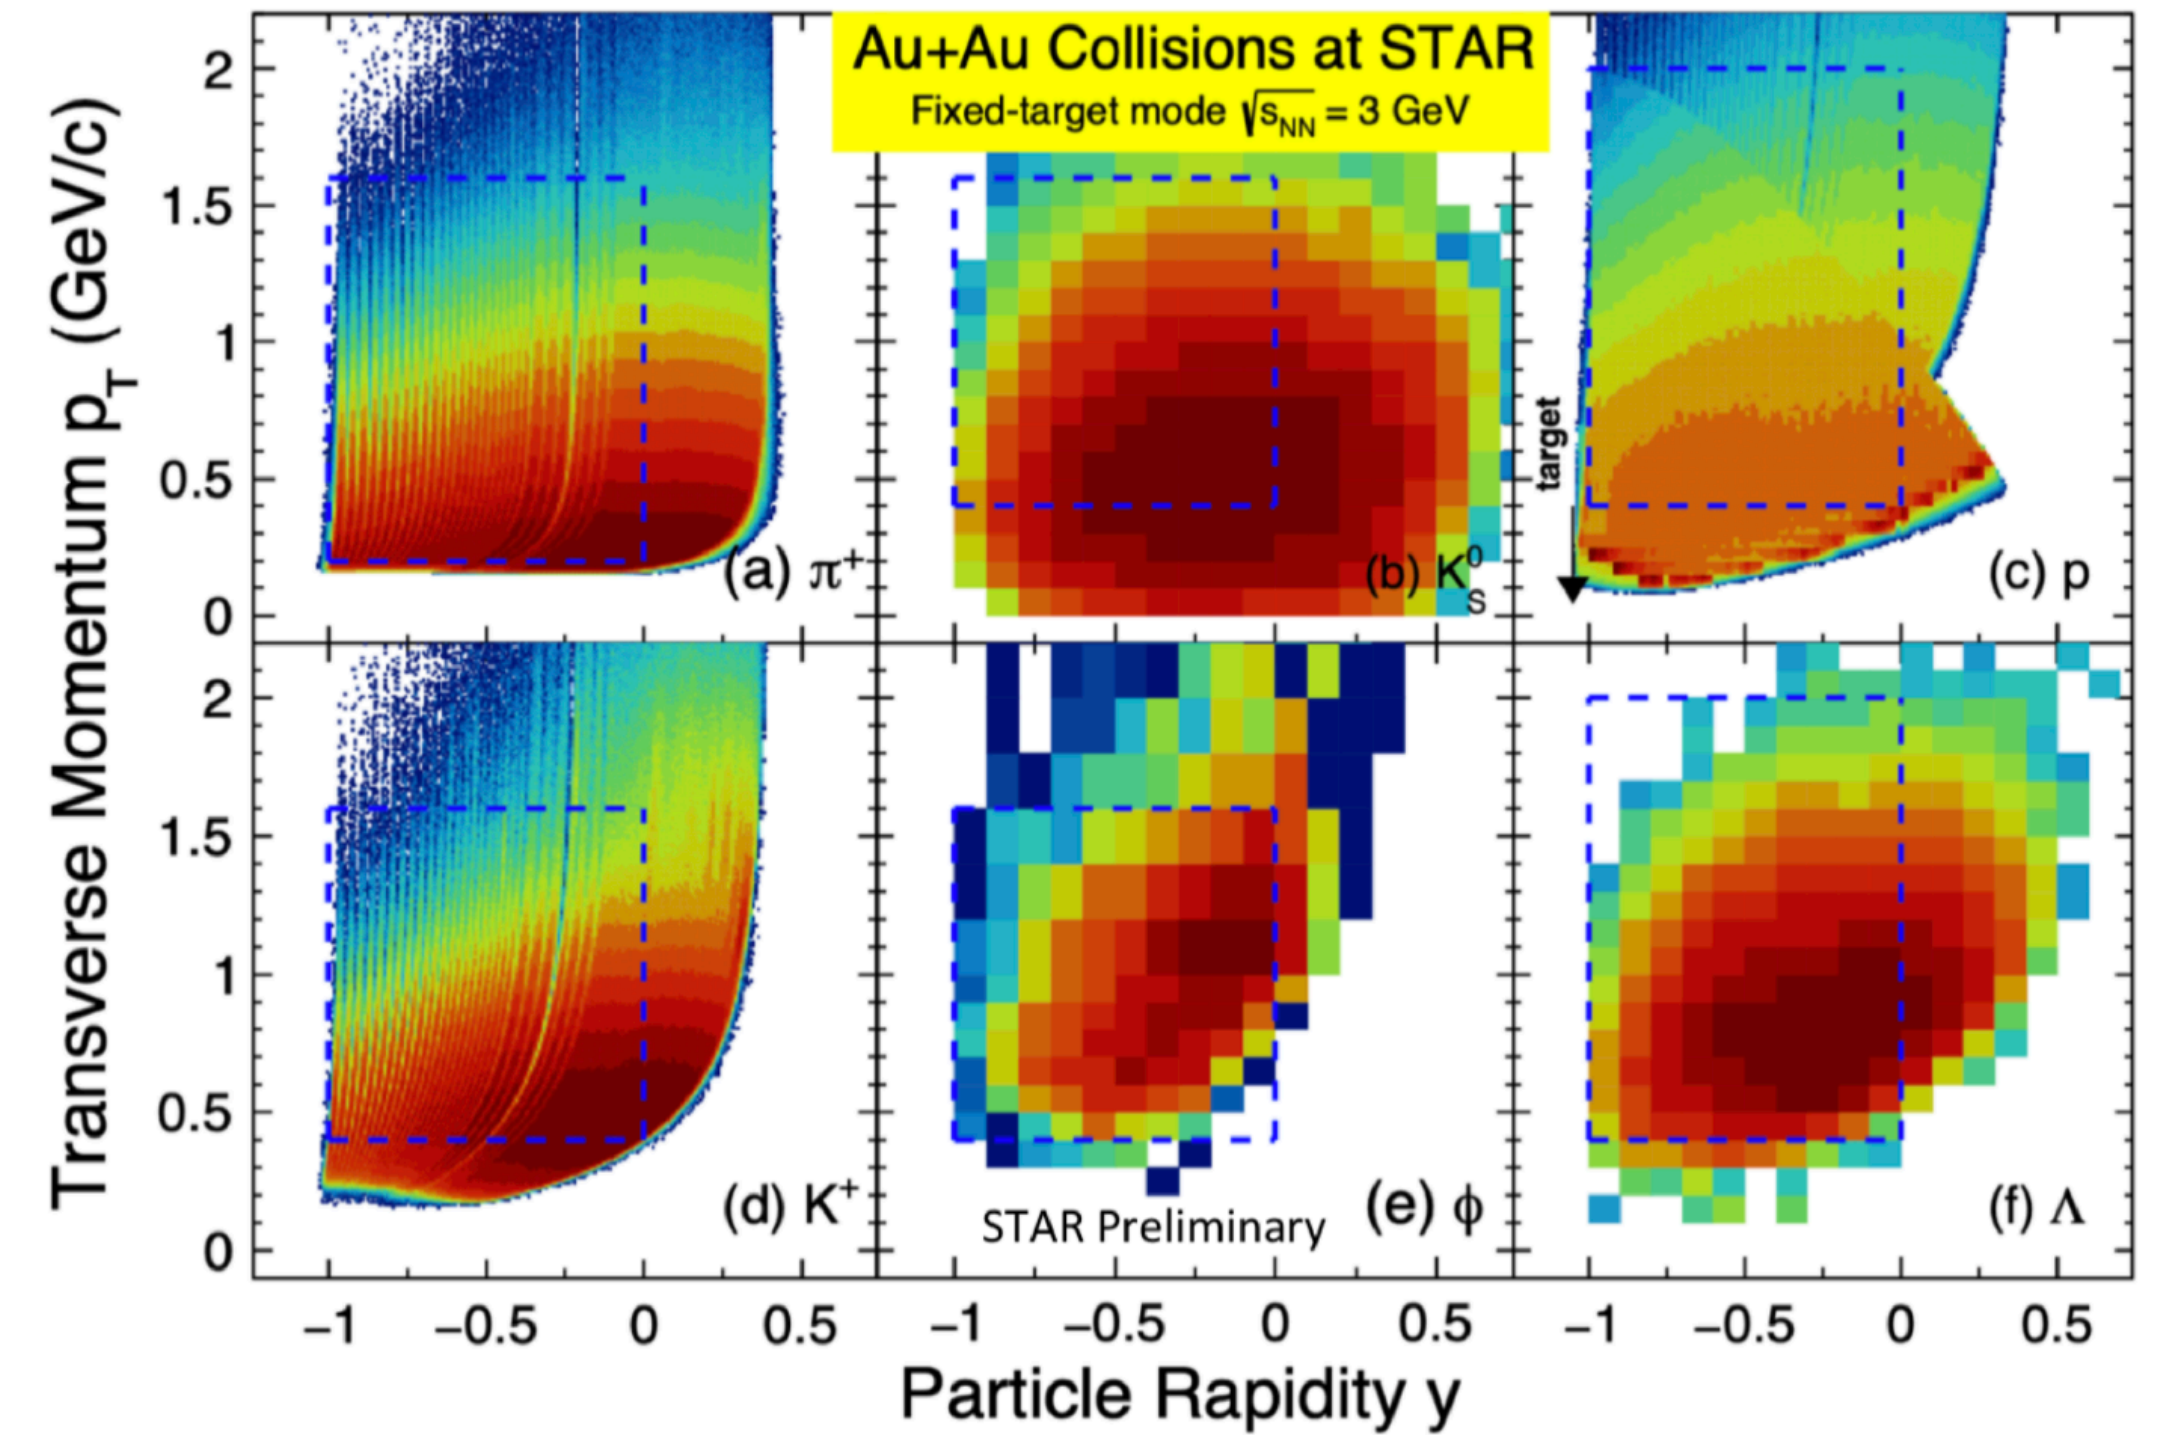 Au+Au Collisions at STAR
Fixed-target mode √sNN = 3 GeV
Transverse Momentum pT (GeV/c)
2
1.5
1
0.5
0
(a) π+
(b) K0S
target
(c) p
2
1.5
1
0.5
0
(d) K+
STAR Preliminary
(e) ϕ
(f) Λ
−1 −0.5 0 0.5 −1 −0.5 0 0.5 −1 −0.5 0 0.5
Particle Rapidity y